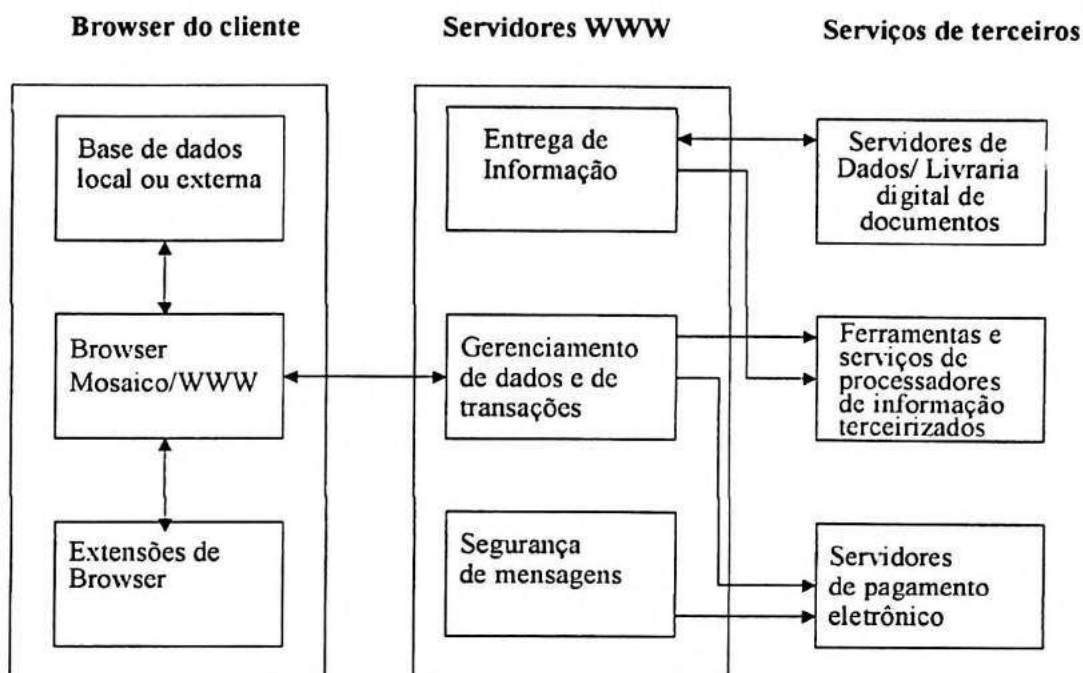 Browser do cliente
Servidores WWW
Serviços de terceiros
Base de dados
local ou externa
Browser
Mosaico/WWW
Extensões de
Browser
Entrega de
Informação
Gerenciamento
de dados e de
transações
Segurança
de mensagens
Servidores de
Dados/ Livraria
digital de
documentos
Ferramentas e
serviços de
processadores
de informação
terceirizados
Servidores
de pagamento
eletrônico